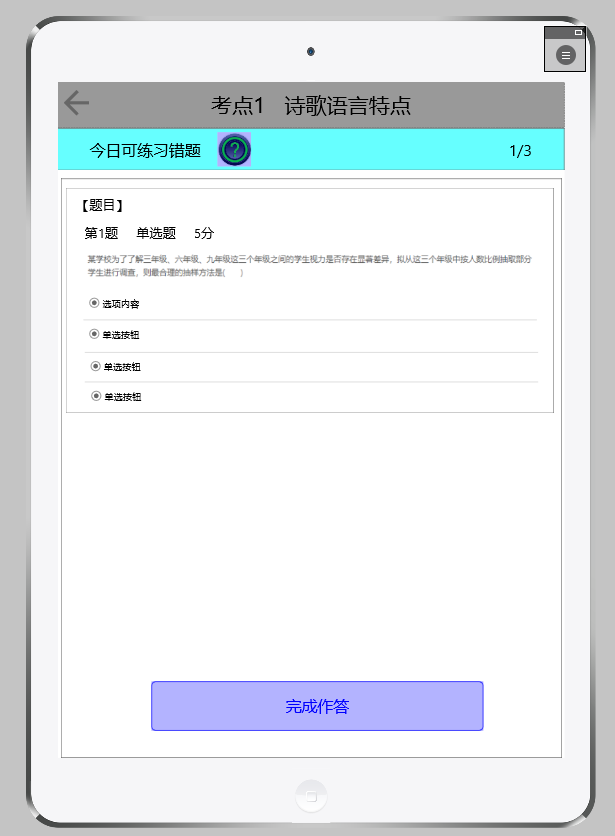 考点1 诗歌语言特点
今日可练习错题 ? 1/3
【题目】
第1题 单选题 5分
某学校为了了解三年级、六年级、九年级这三个年级之间的学生视力是否存在显著差异，拟从这三个年级中按人数比例抽取部分
学生进行调查，则最合理的抽样方法是( )
选项内容
单选按钮
单选按钮
单选按钮
完成作答